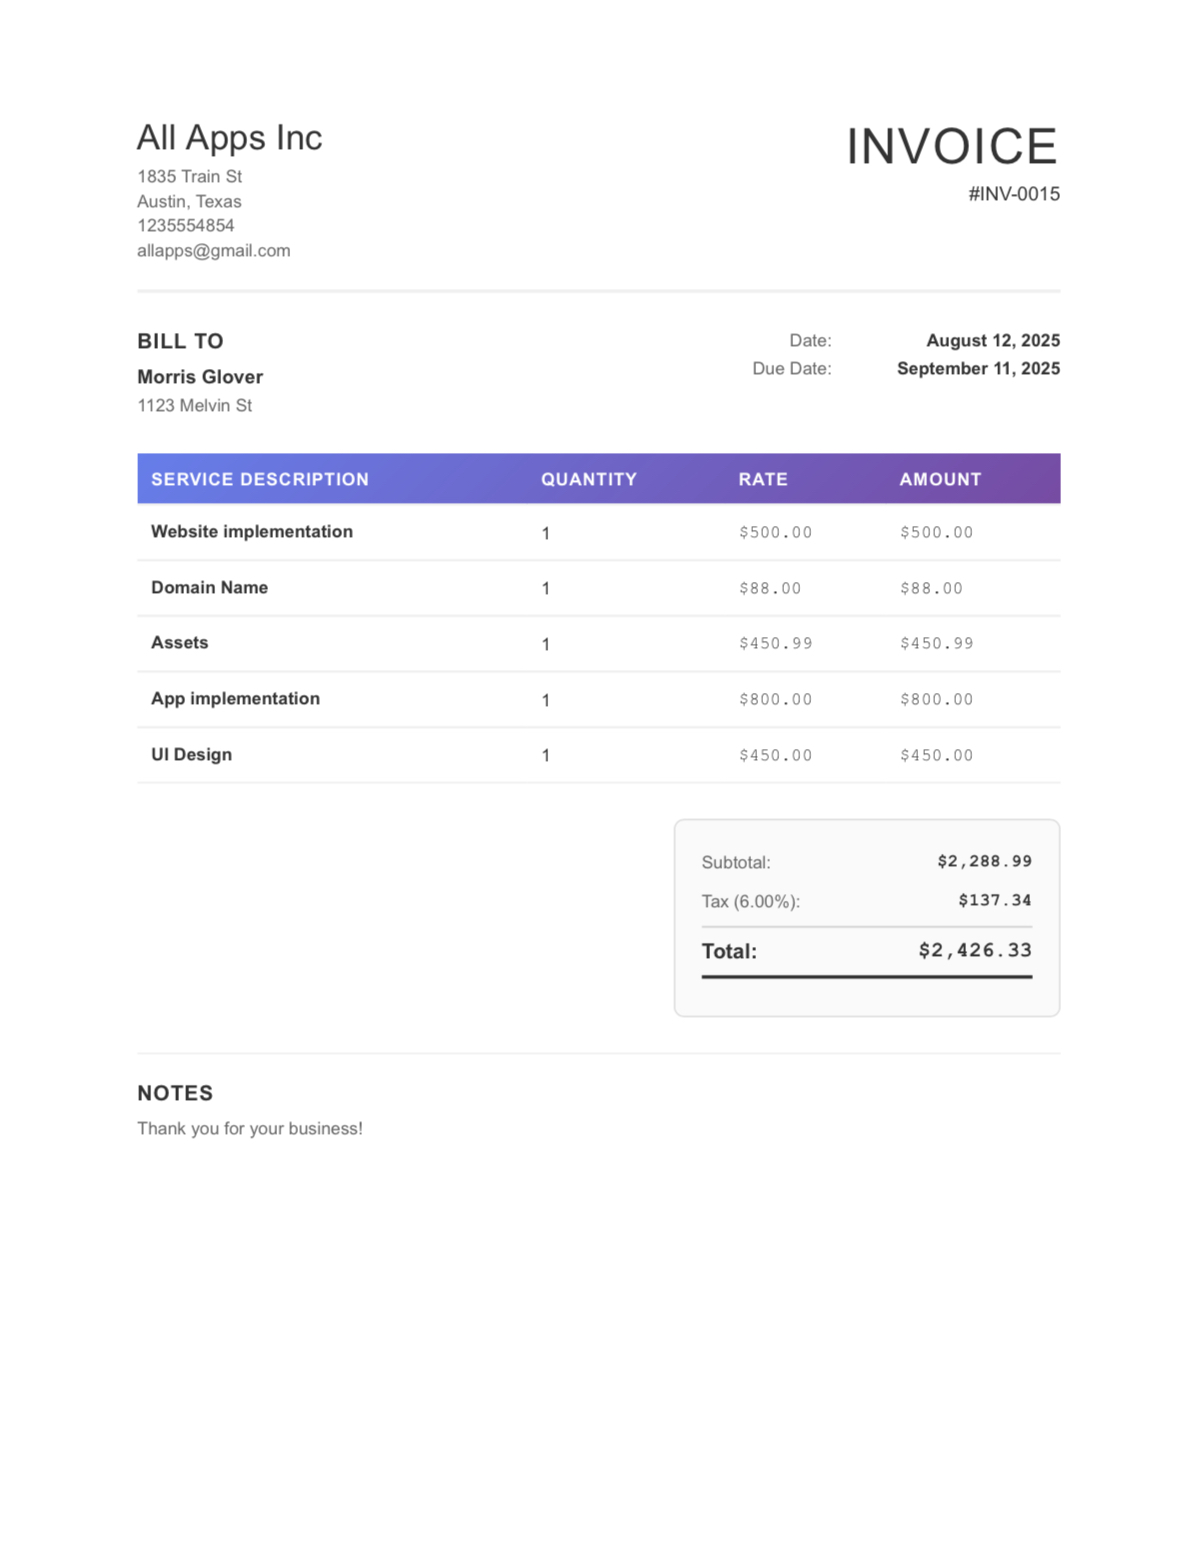 All Apps Inc
INVOICE
1835 Train St
#INV-0015
Austin, Texas
1235554854
allapps@gmail.com
BILL TO
Date: August 12, 2025
Morris Glover
Due Date: September 11, 2025
1123 Melvin St
SERVICE DESCRIPTION QUANTITY RATE AMOUNT
Website implementation 1 $500.00 $500.00
Domain Name 1 $88.00 $88.00
Assets 1 $450.99 $450.99
App implementation 1 $800.00 $800.00
UI Design 1 $450.00 $450.00
Subtotal: $2,288.99
Tax (6.00%): $137.34
Total: $2,426.33
NOTES
Thank you for your business!